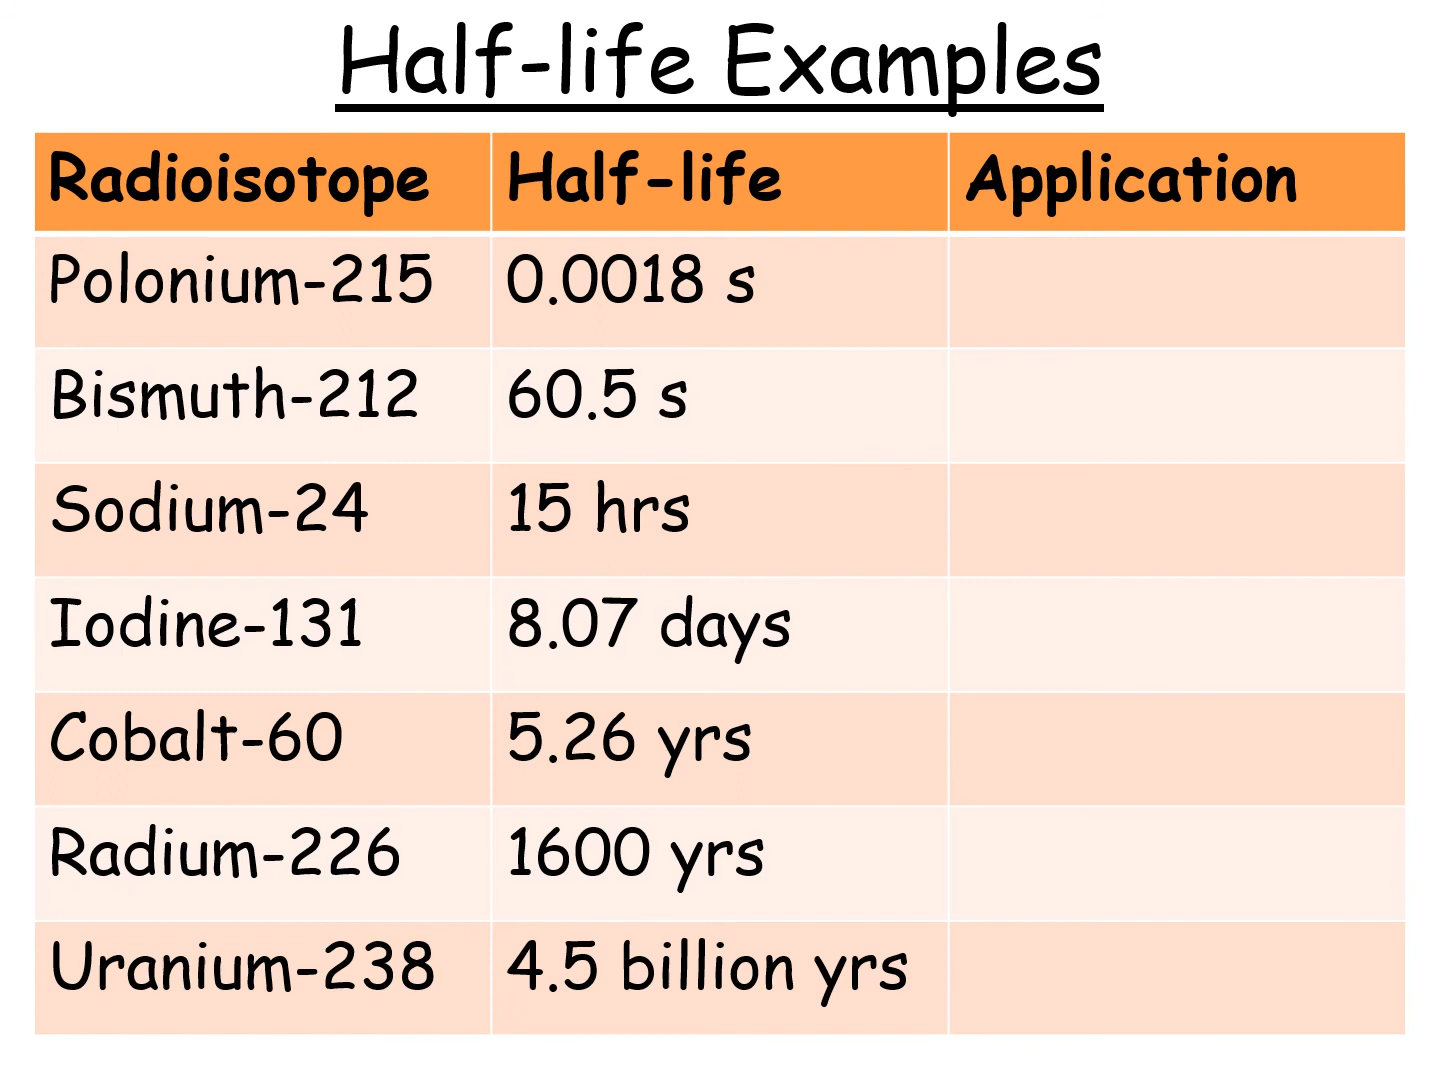 Half-life Examples
Radioisotope Half-life Application
Polonium-215 0.0018 s
Bismuth-212 60.5 s
Sodium-24 15 hrs
Iodine-131 8.07 days
Cobalt-60 5.26 yrs
Radium-226 1600 yrs
Uranium-238 4.5 billion yrs